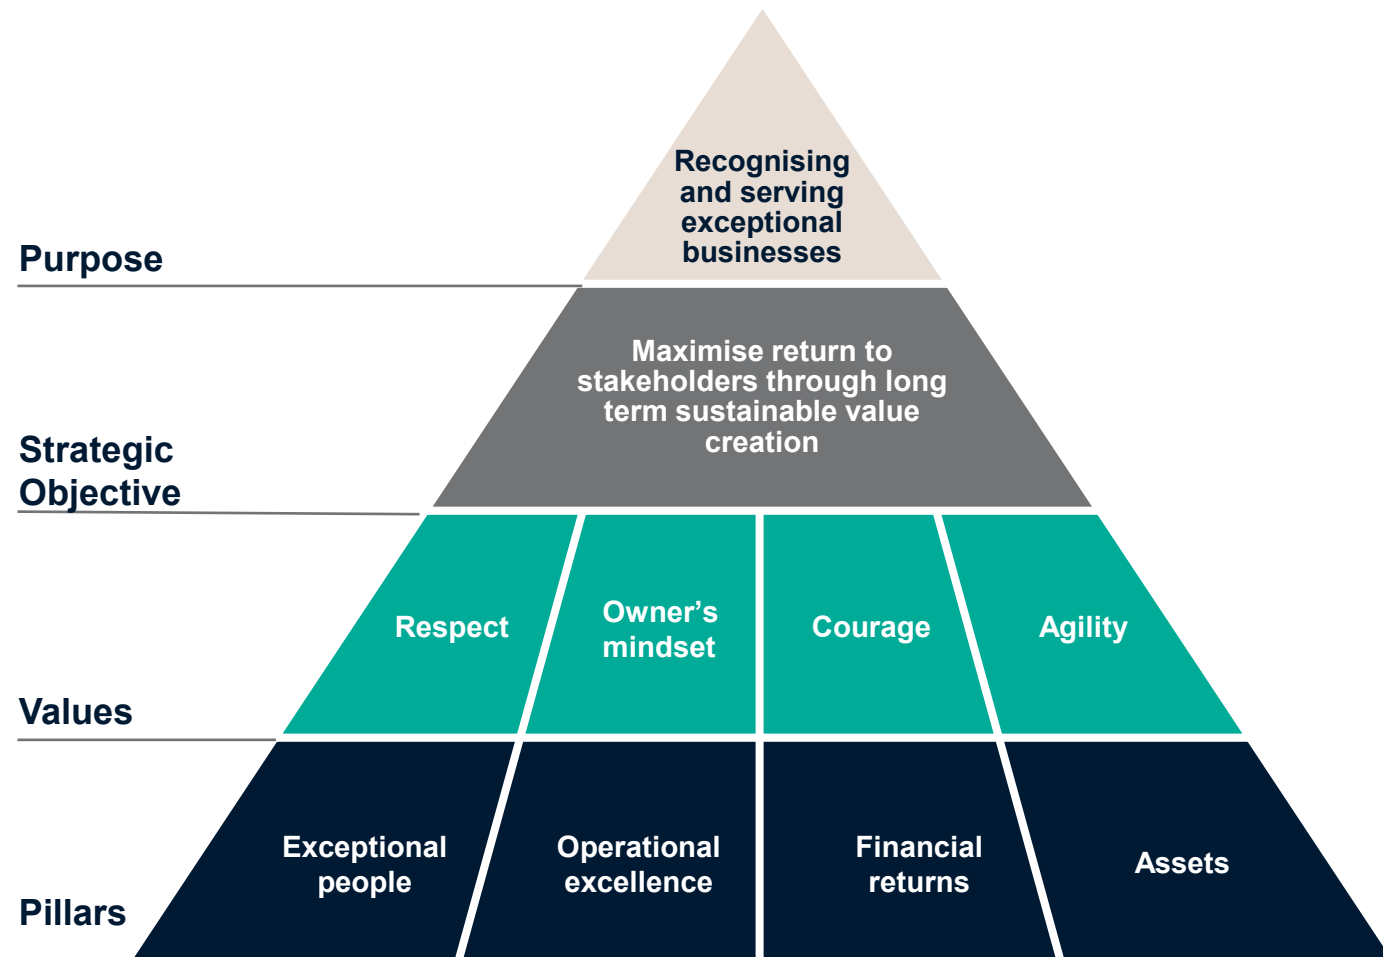 Recognising
and serving
exceptional
businesses
Purpose
Maximise return to
stakeholders through long
term sustainable value
creation
Strategic
Objective
Respect
Owner’s
mindset
Courage
Agility
Values
Exceptional
people
Operational
excellence
Financial
returns
Assets
Pillars